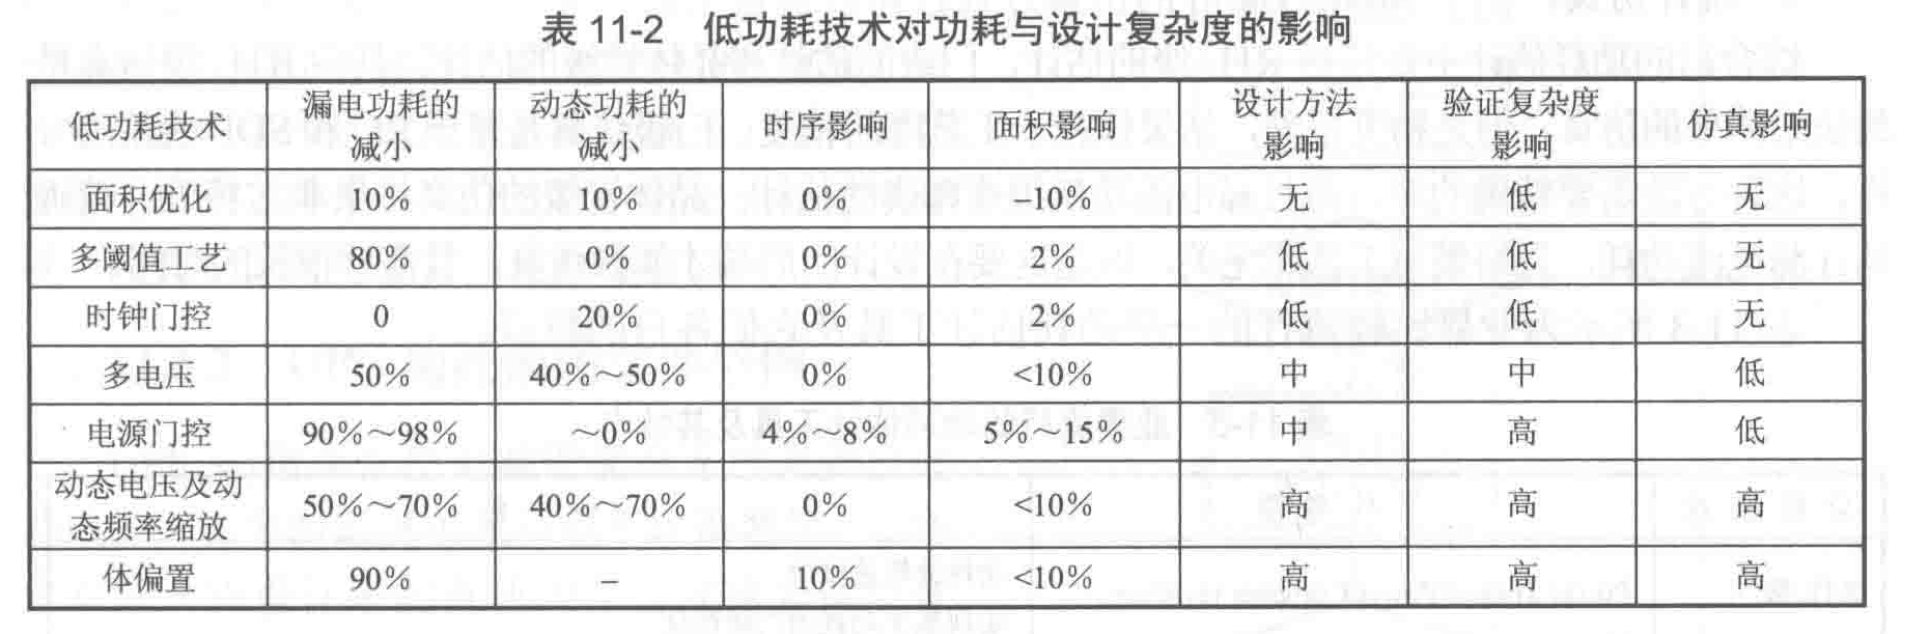 表 11-2 低功耗技术对功耗与设计复杂度的影响
低功耗技术 漏电功耗的减小 动态功耗的减小 时序影响 面积影响 设计方法影响 验证复杂度影响 仿真影响
面积优化 10% 10% 0% –10% 无 低 无
多阈值工艺 80% 0% 0% 2% 低 低 无
时钟门控 0 20% 0% 2% 低 低 无
多电压 50% 40%～50% 0% <10% 中 中 低
电源门控 90%～98% ～0% 4%～8% 5%～15% 中 高 低
动态电压及动态频率缩放 50%～70% 40%～70% 0% <10% 高 高 高
体偏置 90% – 10% <10% 高 高 高